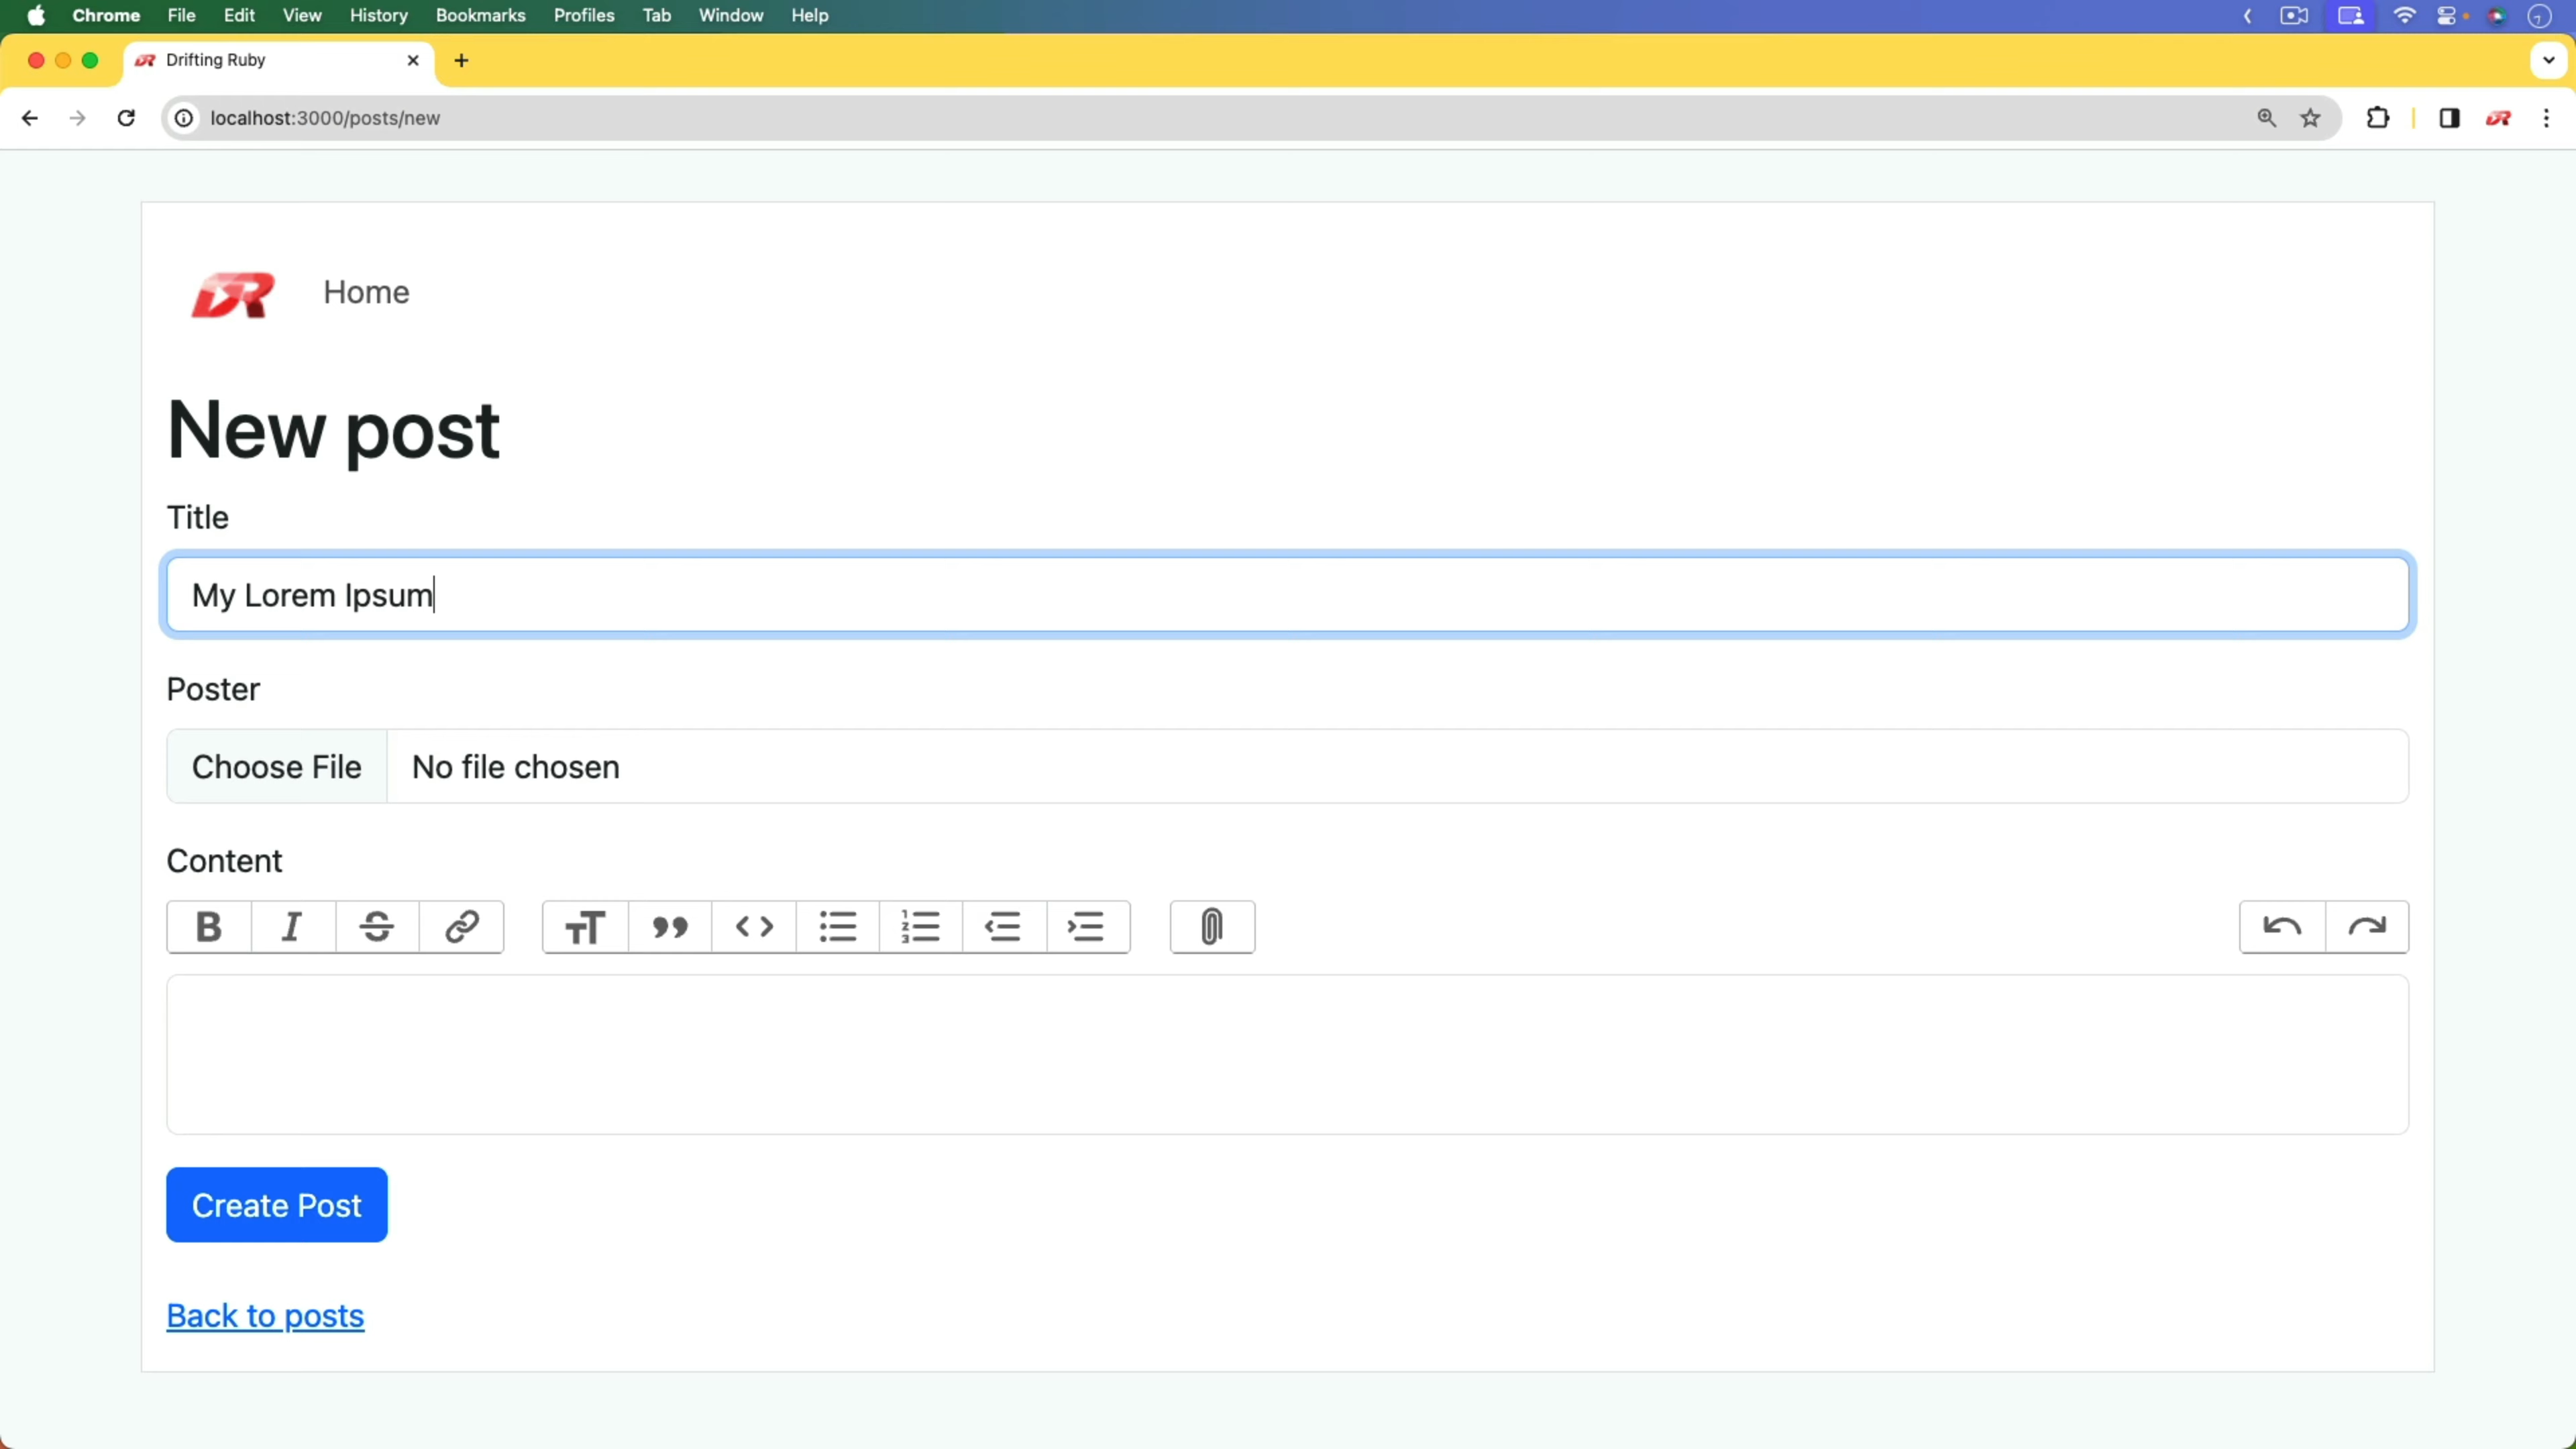 Chrome File Edit View History Bookmarks Profiles Tab Window Help
Drifting Ruby
localhost:3000/posts/new
DR Home
New post
Title
My Lorem Ipsum
Poster
Choose File No file chosen
Content
Create Post
Back to posts